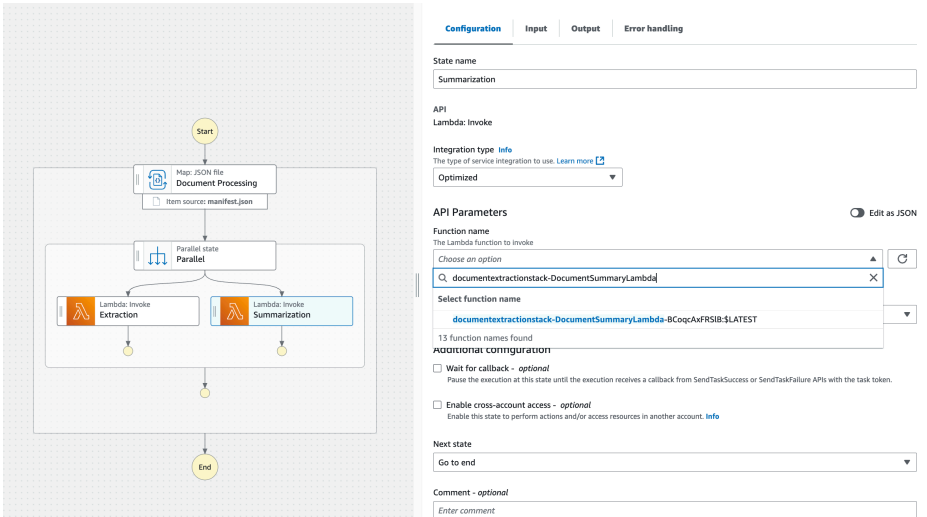 Start
Map: JSON file
Document Processing
Item source: manifest.json
Parallel state
Parallel
Lambda: Invoke
Extraction
Lambda: Invoke
Summarization
End
Configuration
Input
Output
Error handling
State name
Summarization
API
Lambda: Invoke
Integration type Info
The type of service integration to use. Learn more
Optimized
API Parameters
Edit as JSON
Function name
The Lambda function to invoke
Choose an option
documentextractionstack-DocumentSummaryLambda
Select function name
documentextractionstack-DocumentSummaryLambda-BCoqcAxFRSlB:$LATEST
13 function names found
Additional configuration
Wait for callback - optional
Pause the execution at this state until the execution receives a callback from SendTaskSuccess or SendTaskFailure APIs with the task token.
Enable cross-account access - optional
Enable this state to perform actions and/or access resources in another account. Info
Next state
Go to end
Comment - optional
Enter comment